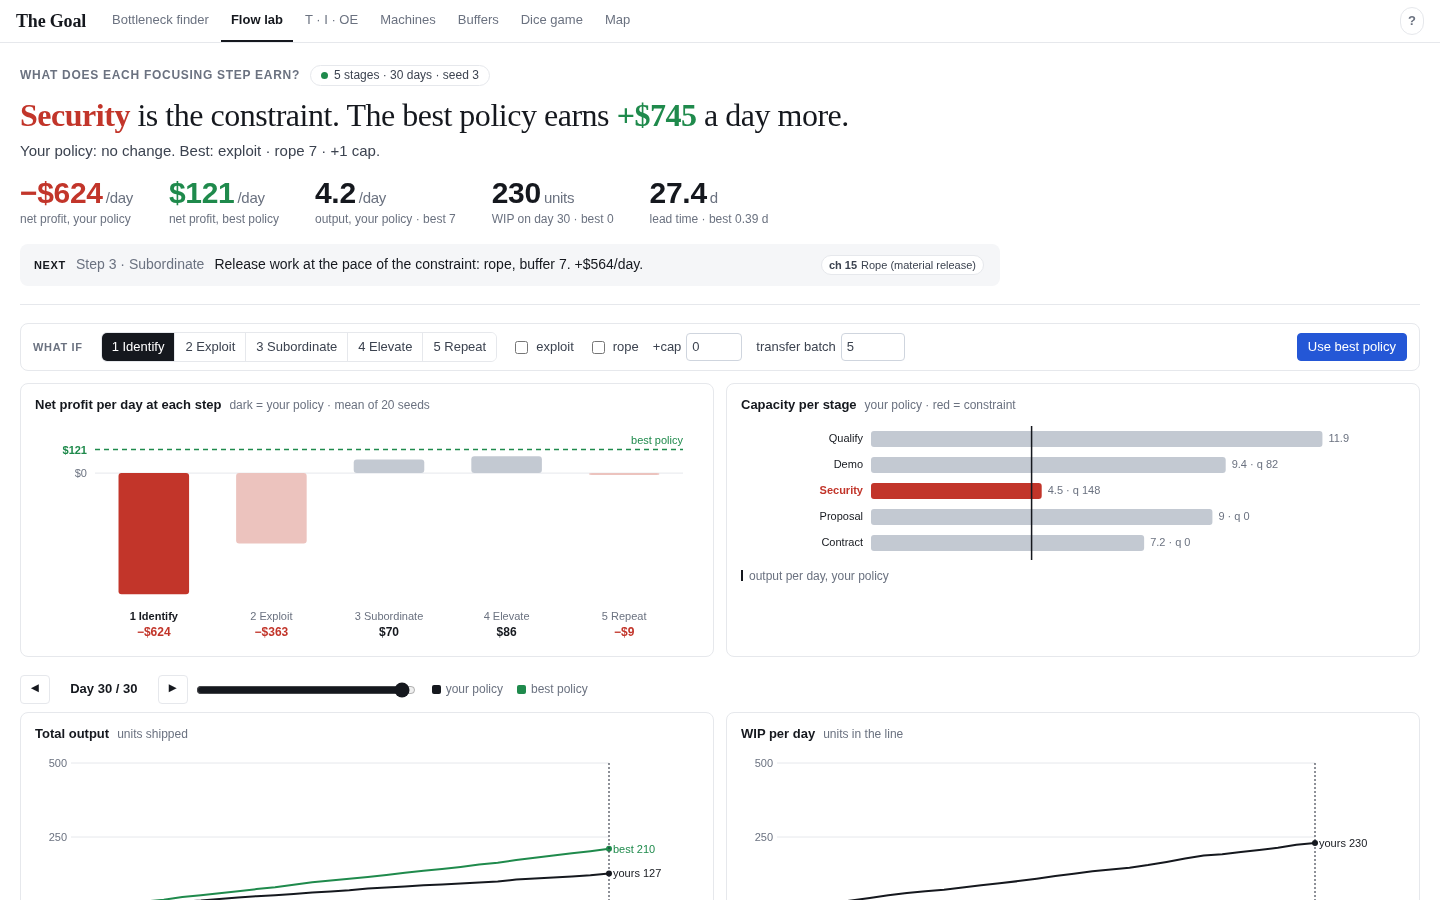 The Goal Bottleneck finder Flow lab T · I · OE Machines Buffers Dice game Map ?
WHAT DOES EACH FOCUSING STEP EARN? 5 stages · 30 days · seed 3
Security is the constraint. The best policy earns +$745 a day more.
Your policy: no change. Best: exploit · rope 7 · +1 cap.
−$624 /day $121 /day 4.2 /day 230 units 27.4 d
net profit, your policy net profit, best policy output, your policy · best 7 WIP on day 30 · best 0 lead time · best 0.39 d
NEXT Step 3 · Subordinate Release work at the pace of the constraint: rope, buffer 7. +$564/day. ch 15 Rope (material release)
WHAT IF 1 Identify 2 Exploit 3 Subordinate 4 Elevate 5 Repeat exploit rope +cap 0 transfer batch 5 Use best policy
Net profit per day at each step dark = your policy · mean of 20 seeds
best policy
$121
$0
1 Identify 2 Exploit 3 Subordinate 4 Elevate 5 Repeat
−$624 −$363 $70 $86 −$9
Capacity per stage your policy · red = constraint
Qualify 11.9
Demo 9.4 · q 82
Security 4.5 · q 148
Proposal 9 · q 0
Contract 7.2 · q 0
output per day, your policy
◄ Day 30 / 30 ► your policy best policy
Total output units shipped
500
250
best 210
yours 127
WIP per day units in the line
500
250
yours 230